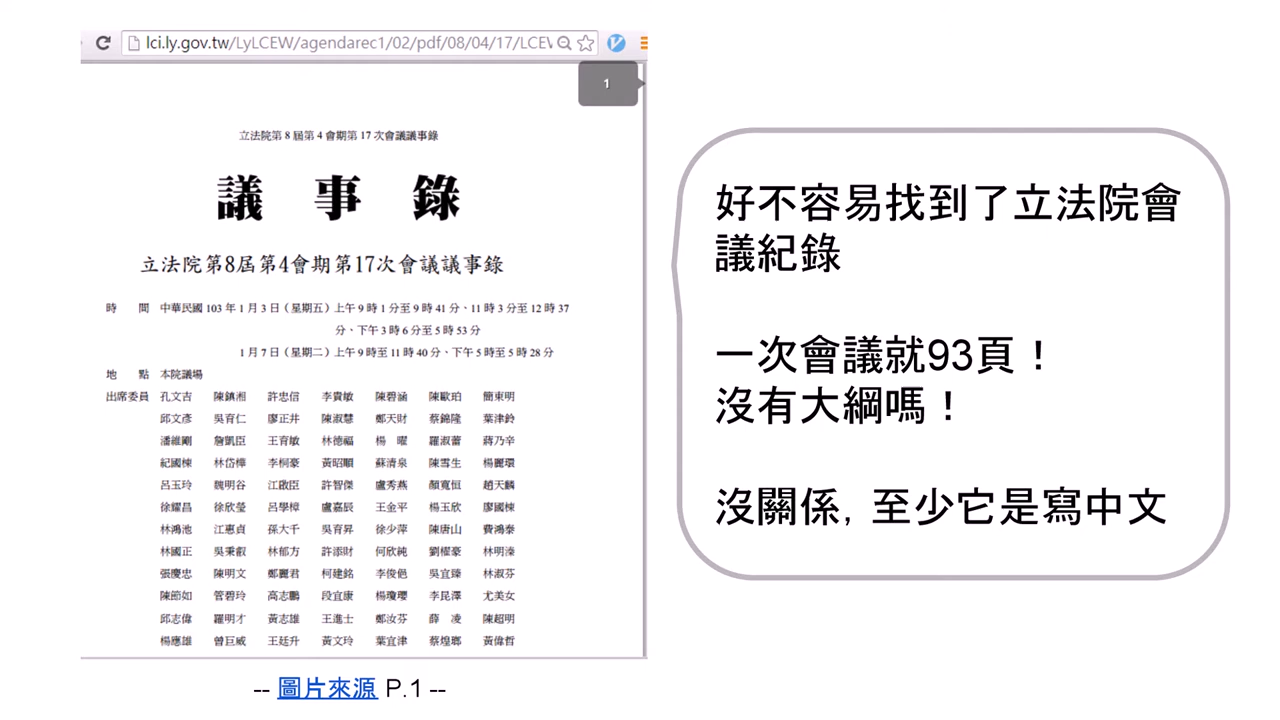 lci.ly.gov.tw/LyLCEW/agendarec1/02/pdf/08/04/17/LCEW
1
立法院第8屆第4會期第17次會議議事錄
議 事 錄
立法院第8屆第4會期第17次會議議事錄
時 間 中華民國103年1月3日（星期五）上午9時1分至9時41分、11時3分至12時37
分、下午3時6分至5時53分
1月7日（星期二）上午9時至11時40分、下午5時至5時28分
地 點 本院議場
出席委員 孔文吉 陳鎮湘 許忠信 李貴敏 陳碧涵 陳歐珀 簡東明
邱文彥 吳育仁 廖正井 陳淑慧 鄭天財 蔡錦隆 葉津鈴
潘維剛 詹凱臣 王育敏 林德福 楊 曜 羅淑蕾 蔣乃辛
紀國棟 林岱樺 李桐豪 黃昭順 蘇清泉 陳雪生 楊麗環
呂玉玲 魏明谷 江啟臣 許智傑 盧秀燕 顏寬恒 趙天麟
徐耀昌 徐欣瑩 呂學樟 盧嘉辰 王金平 楊玉欣 廖國棟
林鴻池 江惠貞 孫大千 吳育昇 徐少萍 陳唐山 費鴻泰
林國正 吳秉叡 林郁方 許添財 何欣純 劉櫂豪 林明溱
張慶忠 陳明文 鄭麗君 柯建銘 李俊俋 吳宜臻 林淑芬
陳節如 管碧玲 高志鵬 段宜康 楊瓊瓔 李昆澤 尤美女
邱志偉 羅明才 黃志雄 王進士 鄭汝芬 薛 凌 陳超明
楊應雄 曾巨威 王廷升 黃文玲 葉宜津 蔡煌瑯 黃偉哲
-- 圖片來源 P.1 --
好不容易找到了立法院會
議紀錄
一次會議就93頁！
沒有大綱嗎！
沒關係，至少它是寫中文